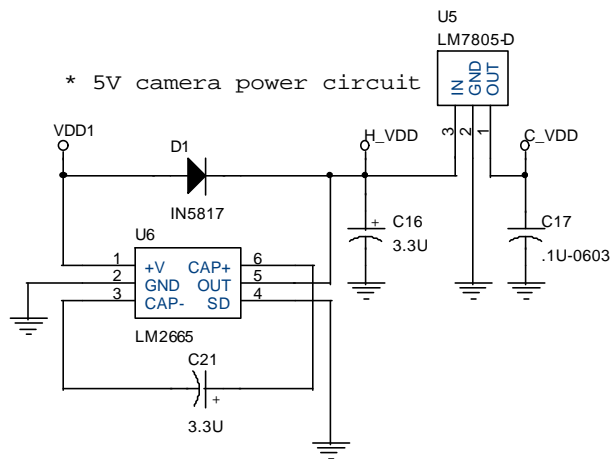 U5
LM7805-D
* 5V camera power circuit
IN
GND
OUT
3
2
1
VDD1
D1
H_VDD
C_VDD
IN5817
C16
3.3U
C17
.1U-0603
U6
1 +V CAP+ 6
2 GND OUT 5
3 CAP- SD 4
LM2665
C21
3.3U
+
+